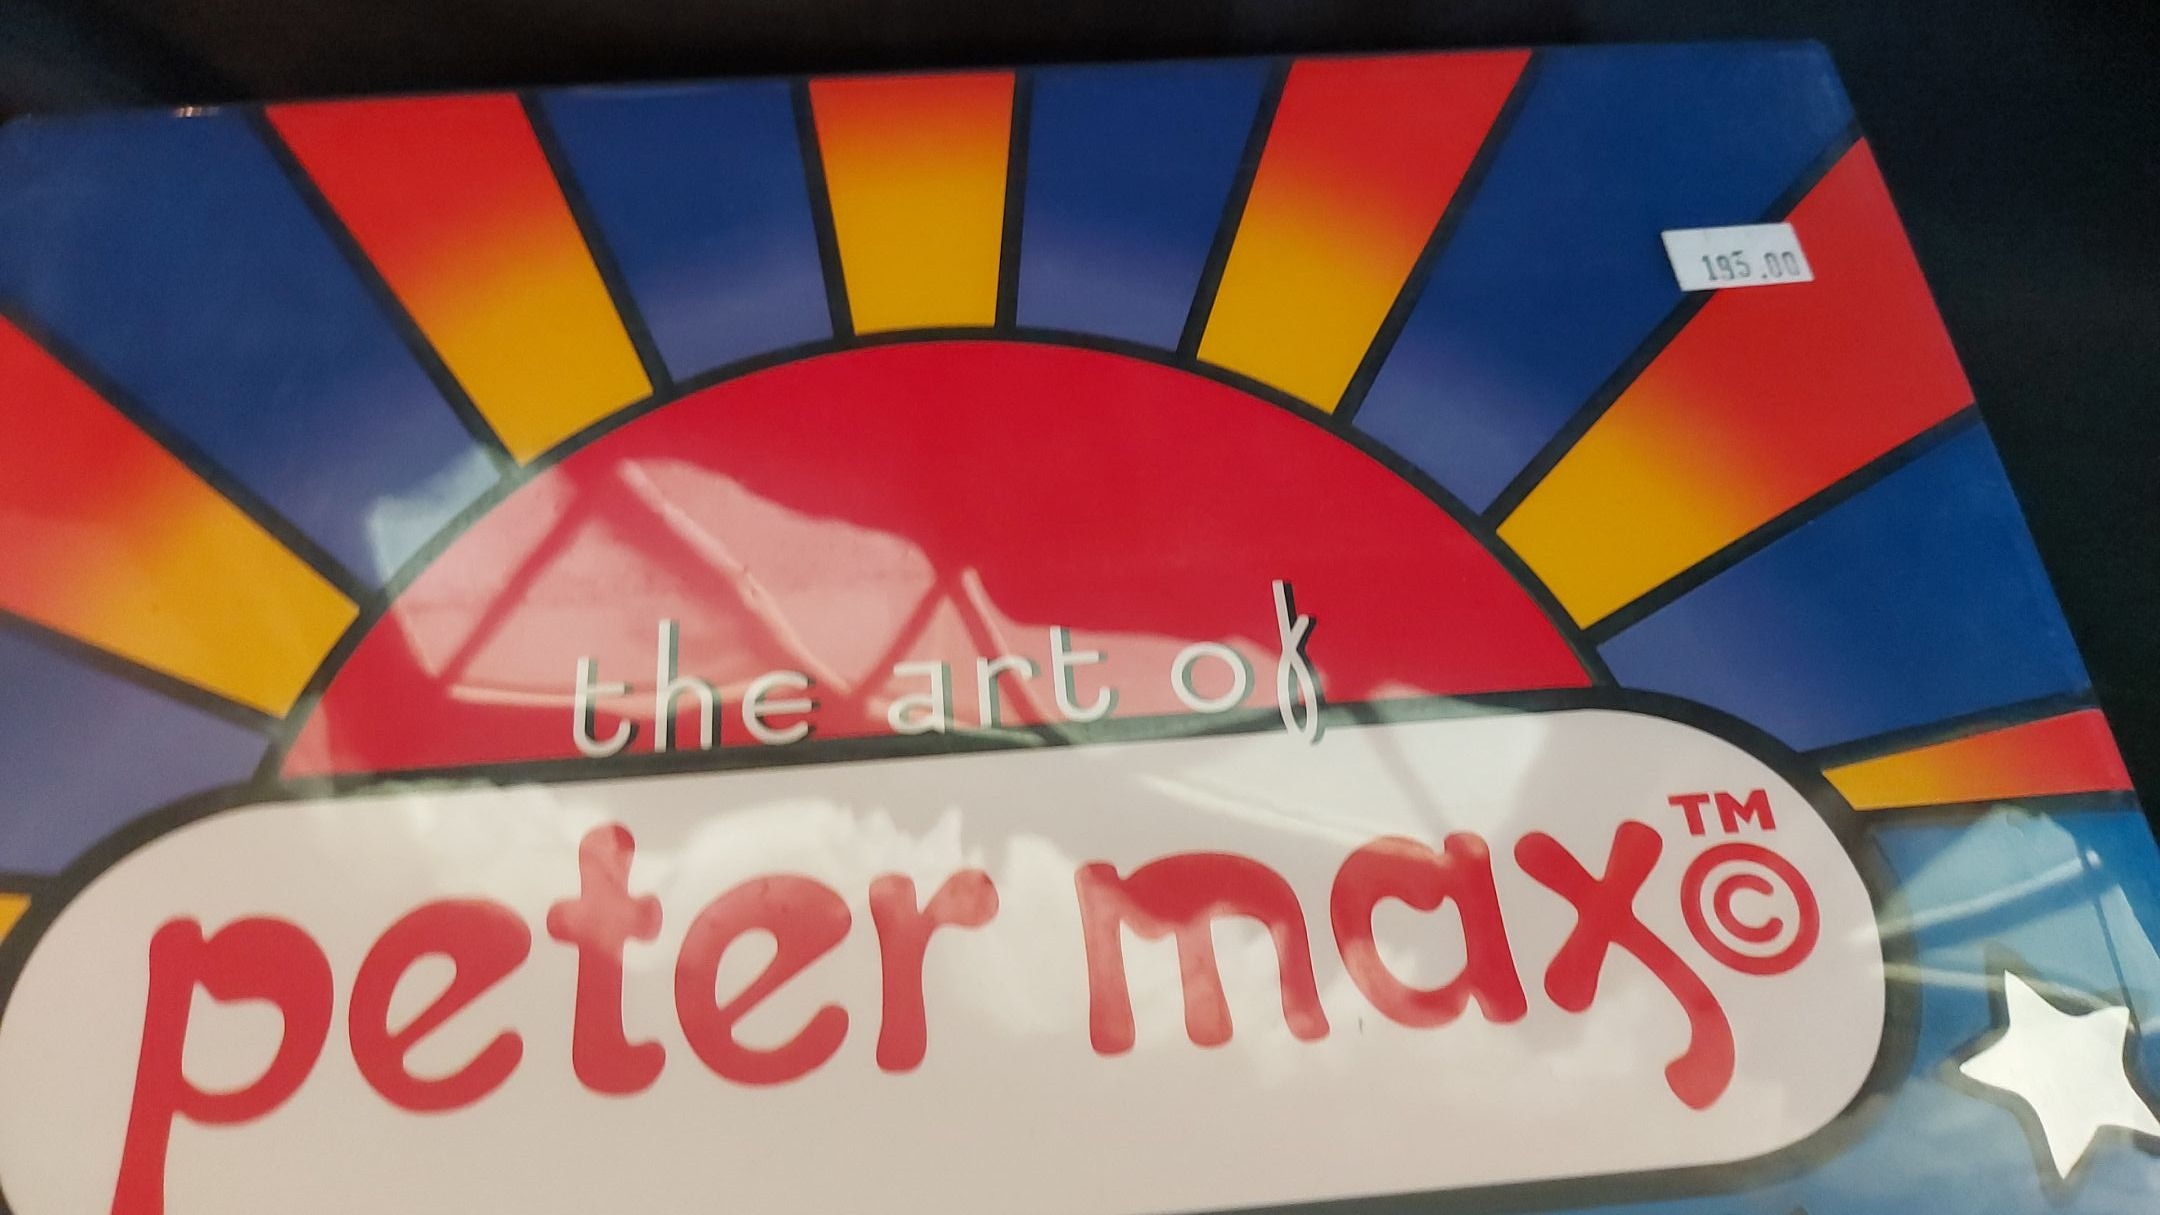 195.00
the art of
peter max™©